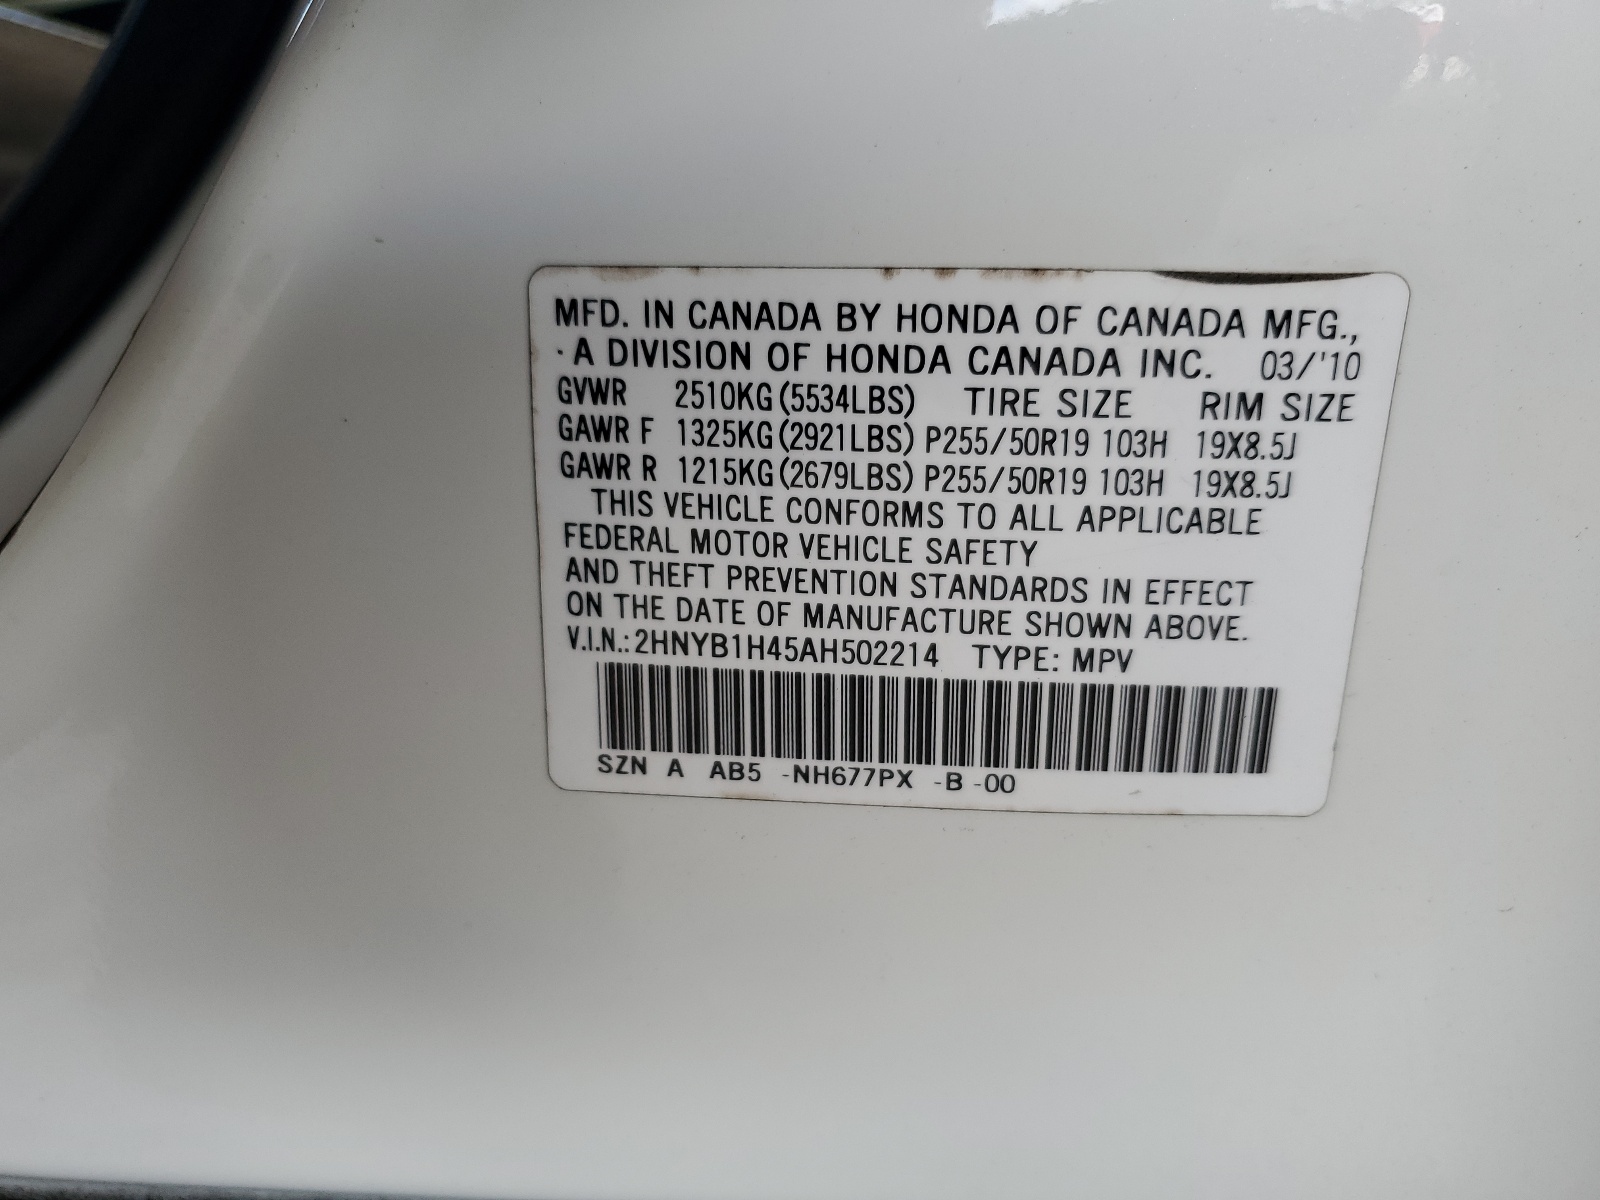 MFD. IN CANADA BY HONDA OF CANADA MFG.,
A DIVISION OF HONDA CANADA INC. 03/'10
GVWR 2510KG (5534LBS) TIRE SIZE RIM SIZE
GAWR F 1325KG (2921LBS) P255/50R19 103H 19X8.5J
GAWR R 1215KG (2679LBS) P255/50R19 103H 19X8.5J
THIS VEHICLE CONFORMS TO ALL APPLICABLE
FEDERAL MOTOR VEHICLE SAFETY
AND THEFT PREVENTION STANDARDS IN EFFECT
ON THE DATE OF MANUFACTURE SHOWN ABOVE.
V.I.N.: 2HNYB1H45AH502214 TYPE: MPV
SZN A AB5 -NH677PX -B -00